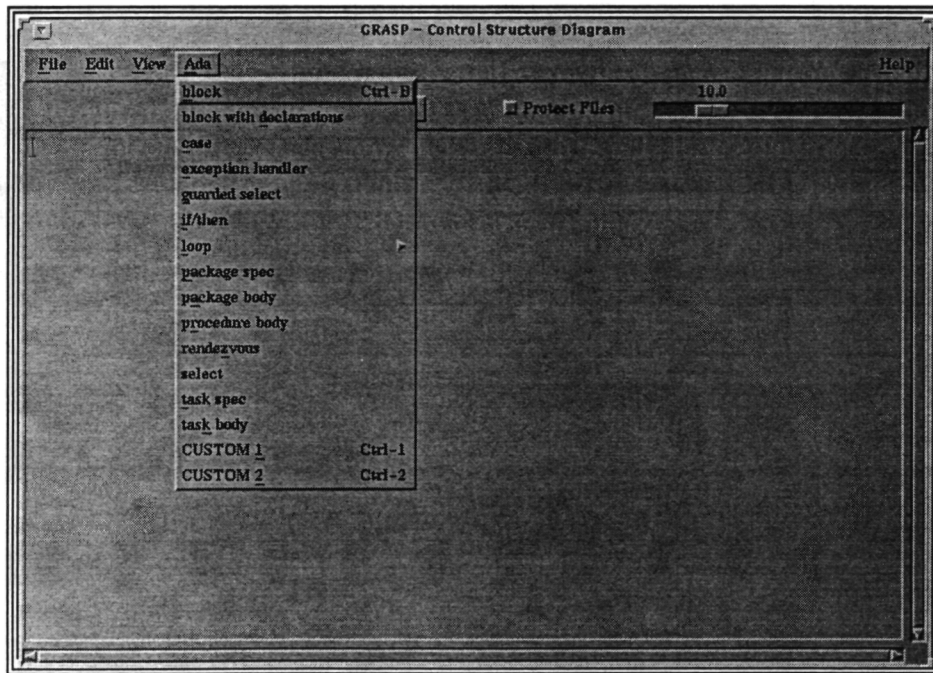 GRASP – Control Structure Diagram
File Edit View Ada Help
block Ctrl-B
10.0
Protect Files
block with declarations
case
exception handler
guarded select
if/then
loop
package spec
package body
procedure body
rendezvous
select
task spec
task body
CUSTOM 1 Ctrl-1
CUSTOM 2 Ctrl-2